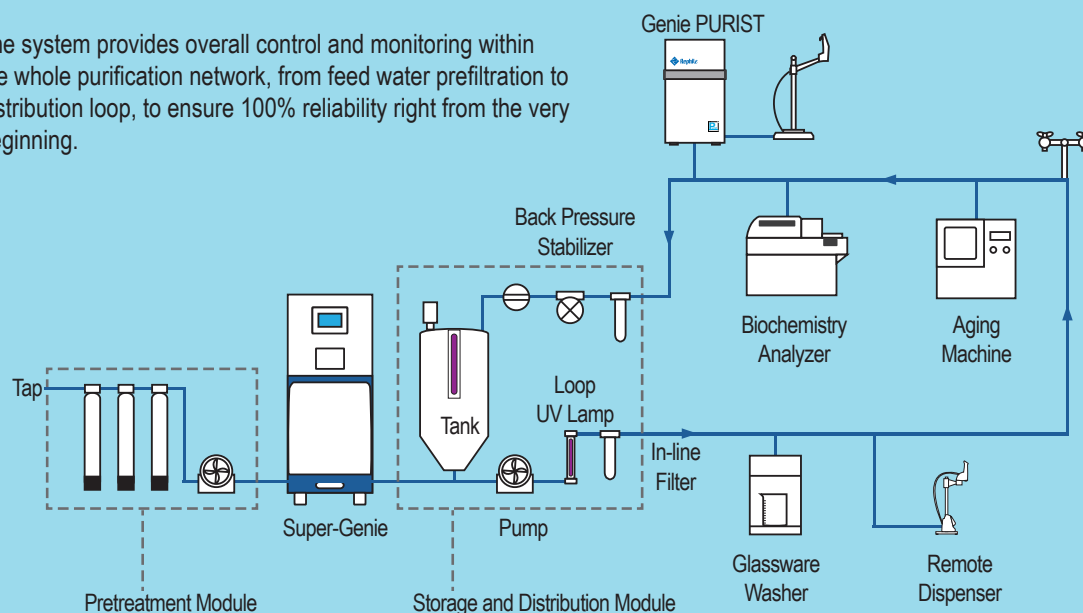 Genie PURIST
ne system provides overall control and monitoring within
e whole purification network, from feed water prefiltration to
stribution loop, to ensure 100% reliability right from the very
eginning.
RephiLe
Back Pressure
Stabilizer
Biochemistry
Analyzer
Aging
Machine
Tap
Tank
Loop
UV Lamp
In-line
Filter
Super-Genie
Pump
Glassware
Washer
Remote
Dispenser
Pretreatment Module
Storage and Distribution Module